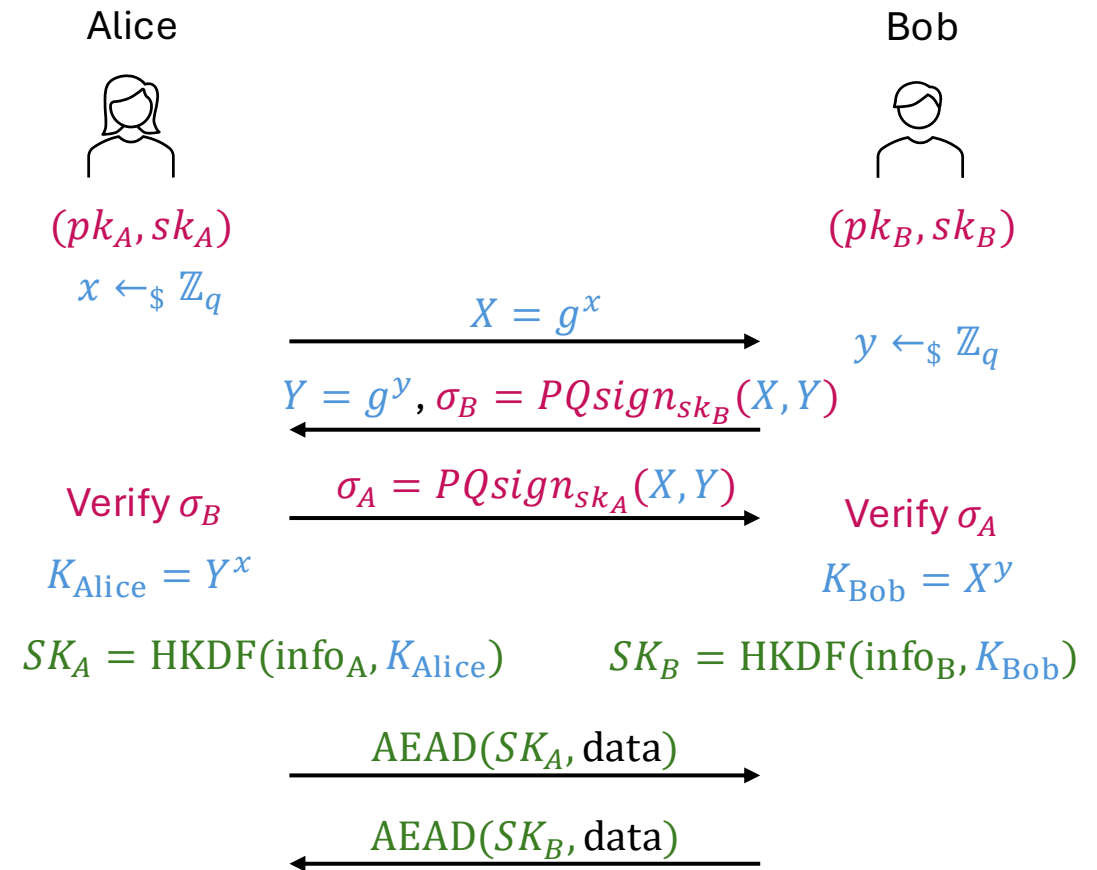 Alice Bob
(pk_A, sk_A) (pk_B, sk_B)
x ←_$ ℤ_q
X = g^x
y ←_$ ℤ_q
Y = g^y, σ_B = PQsign_{sk_B}(X, Y)
σ_A = PQsign_{sk_A}(X, Y)
Verify σ_B Verify σ_A
K_Alice = Y^x K_Bob = X^y
SK_A = HKDF(info_A, K_Alice) SK_B = HKDF(info_B, K_Bob)
AEAD(SK_A, data)
AEAD(SK_B, data)